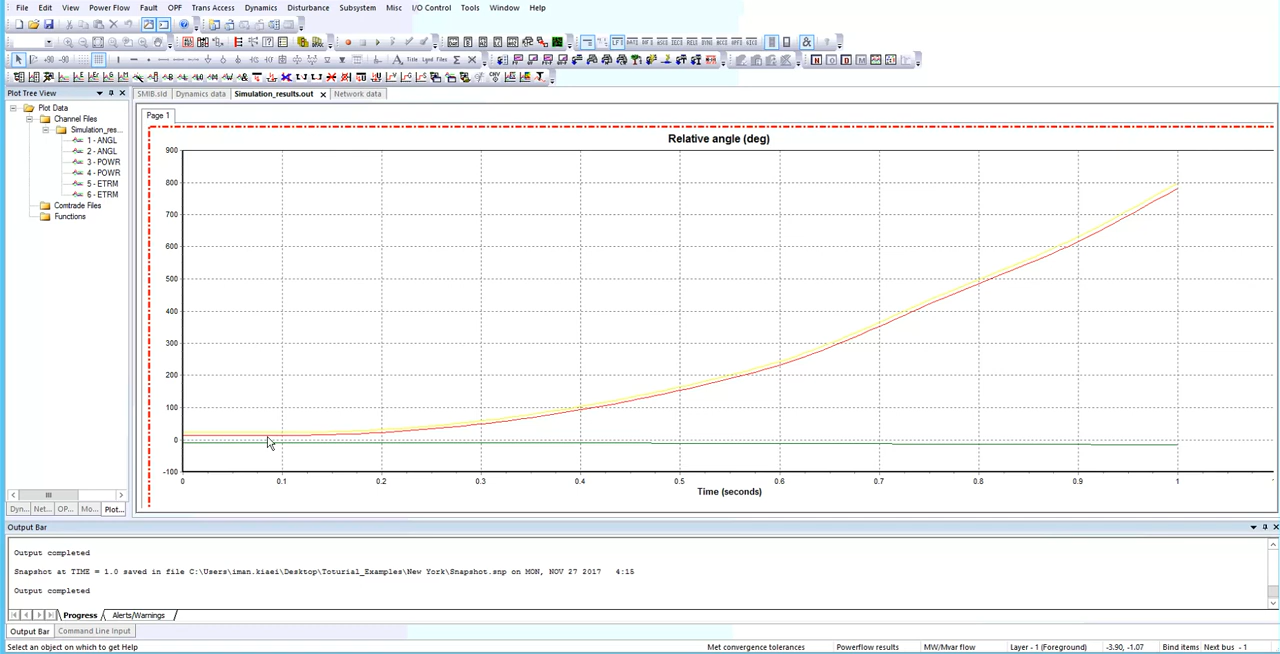 File Edit View Power Flow Fault OPF Trans Access Dynamics Disturbance Subsystem Misc I/O Control Tools Window Help
Plot Tree View
SMIB.sld Dynamics data Simulation_results.out Network data
Plot Data
Channel Files
Simulation_res...
1 - ANGL
2 - ANGL
3 - POWR
4 - POWR
5 - ETRM
6 - ETRM
Comtrade Files
Functions
Dyn... Net... OP... Mo... Plot...
Page 1
Relative angle (deg)
900
800
700
600
500
400
300
200
100
0
-100
0 0.1 0.2 0.3 0.4 0.5 0.6 0.7 0.8 0.9 1
Time (seconds)
Output Bar
Output completed
Snapshot at TIME = 1.0 saved in file C:\Users\iman.kiaei\Desktop\Toturial_Examples\New York\Snapshot.snp on MON, NOV 27 2017 4:15
Output completed
Progress Alerts/Warnings
Output Bar Command Line Input
Select an object on which to get Help Met convergence tolerances Powerflow results MW/Mvar flow Layer - 1 (Foreground) -3.90, -1.07 Bind items Next bus - 1